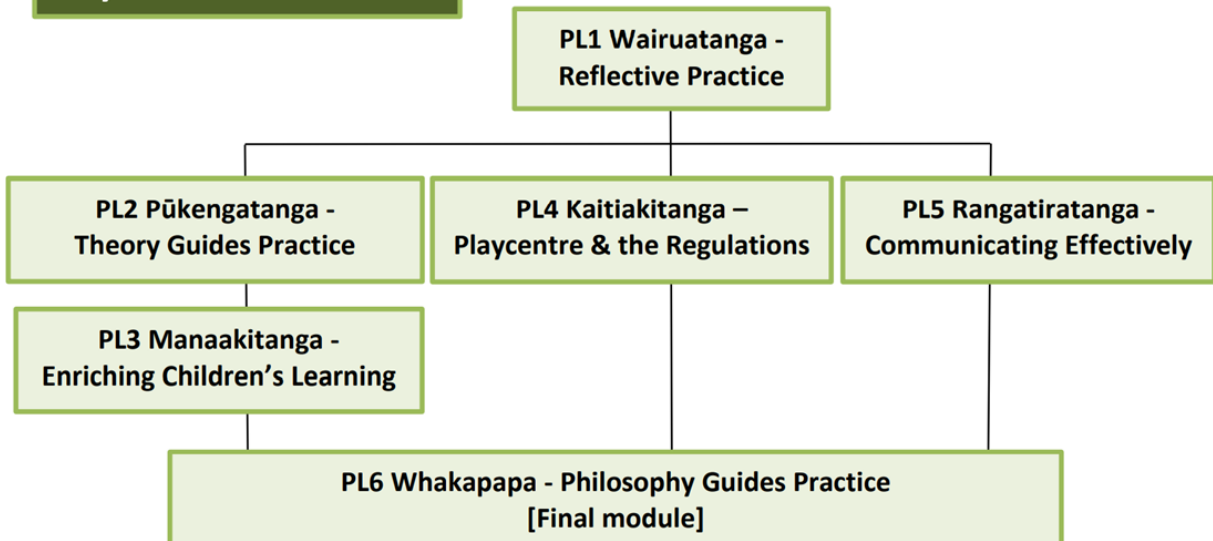 PL1 Wairuatanga -
Reflective Practice
PL2 Pūkengatanga -
Theory Guides Practice
PL4 Kaitiakitanga –
Playcentre & the Regulations
PL5 Rangatiratanga -
Communicating Effectively
PL3 Manaakitanga -
Enriching Children’s Learning
PL6 Whakapapa - Philosophy Guides Practice
[Final module]